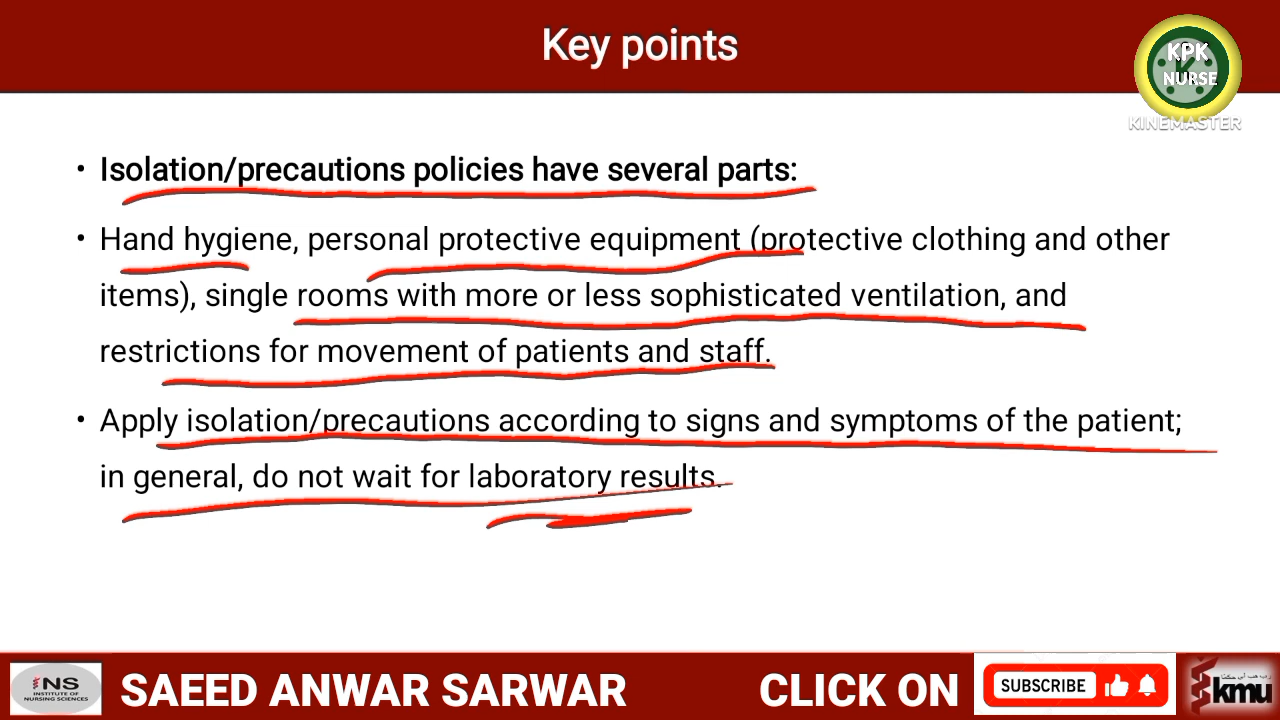 Key points
KPK
NURSE
KINEMASTER
• Isolation/precautions policies have several parts:
• Hand hygiene, personal protective equipment (protective clothing and other
items), single rooms with more or less sophisticated ventilation, and
restrictions for movement of patients and staff.
• Apply isolation/precautions according to signs and symptoms of the patient;
in general, do not wait for laboratory results.
INS
INSTITUTE OF
NURSING SCIENCES
SAEED ANWAR SARWAR
CLICK ON
SUBSCRIBE
kmu